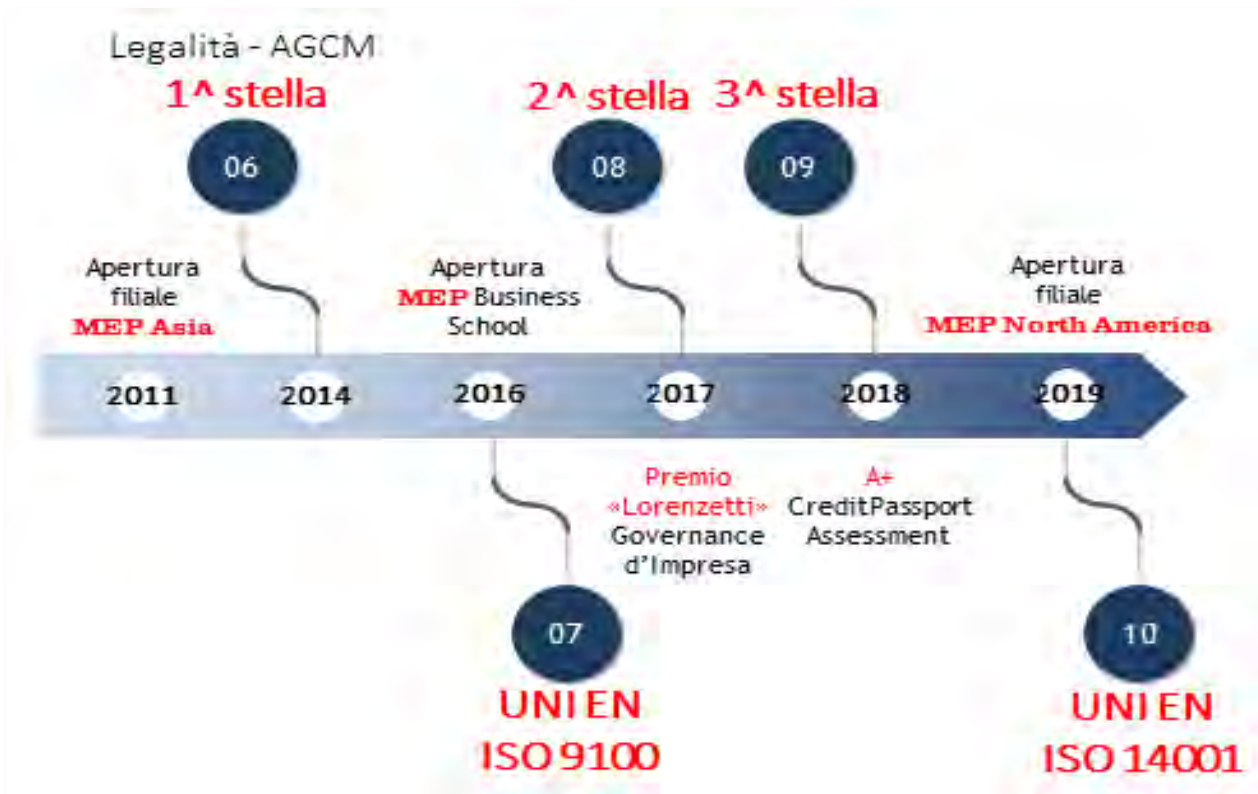 Legalità - AGCM
1^ stella
2^ stella
3^ stella
06
08
09
Apertura
filiale
MEP Asia
Apertura
MEP Business
School
Apertura
filiale
MEP North America
2011
2014
2016
2017
2018
2019
Premio
«Lorenzetti»
Governance
d'Impresa
A+
CreditPassport
Assessment
07
10
UNI EN
ISO 9100
UNI EN
ISO 14001